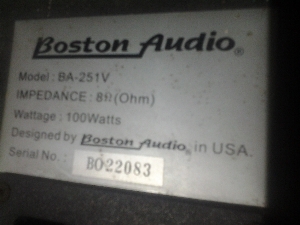 Boston Audio®
Model : BA-251V
IMPEDANCE : 8Ω(Ohm)
Wattage : 100Watts
Designed by Boston Audio® in USA.
Serial No. : BO22083